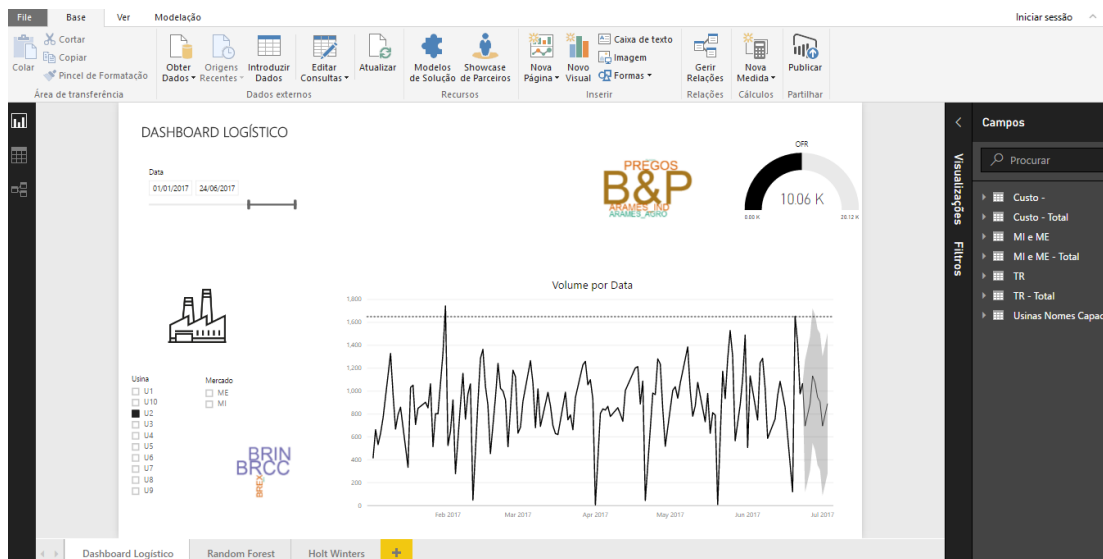 File Base Ver Modelação Iniciar sessão
Colar
Cortar
Copiar
Pincel de Formatação
Área de transferência
Obter Dados
Origens Recentes
Introduzir Dados
Editar Consultas
Dados externos
Atualizar
Modelos de Solução
Showcase de Parceiros
Recursos
Nova Página
Novo Visual
Caixa de texto
Imagem
Formas
Inserir
Gerir Relações
Relações
Nova Medida
Cálculos
Publicar
Partilhar
DASHBOARD LOGÍSTICO
Data
01/01/2017 24/06/2017
PREGOS
B&P
ARAMES_IND
ARAMES_AGRO
OFR
10.06 K
0.00 K 20.12 K
Usina
U1
U10
U2
U3
U4
U5
U6
U7
U8
U9
Mercado
ME
MI
BRIN
BRCC
BREX
Volume por Data
1,800
1,600
1,400
1,200
1,000
800
600
400
200
0
Feb 2017 Mar 2017 Apr 2017 May 2017 Jun 2017 Jul 2017
Visualizações
Filtros
Campos
Procurar
Custo -
Custo - Total
MI e ME
MI e ME - Total
TR
TR - Total
Usinas Nomes Capac
Dashboard Logístico Random Forest Holt Winters +